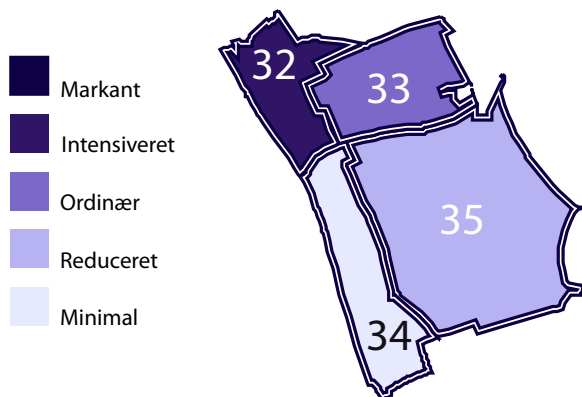 Markant
Intensiveret
Ordinær
Reduceret
Minimal
32
33
35
34